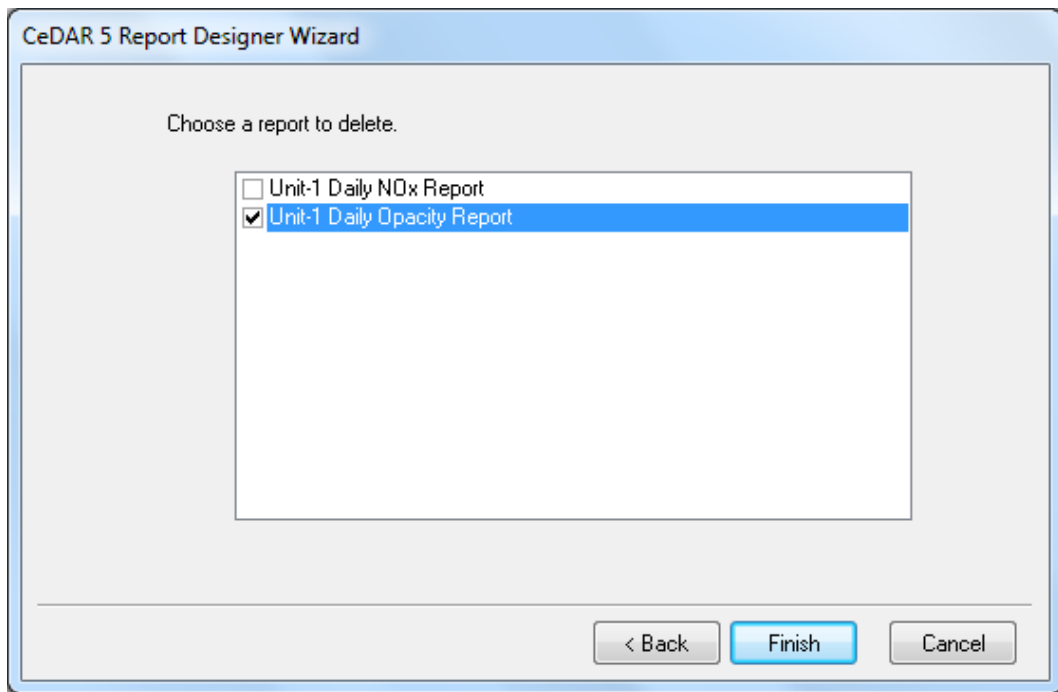 CeDAR 5 Report Designer Wizard
Choose a report to delete.
Unit-1 Daily NOx Report
Unit-1 Daily Opacity Report
< Back Finish Cancel